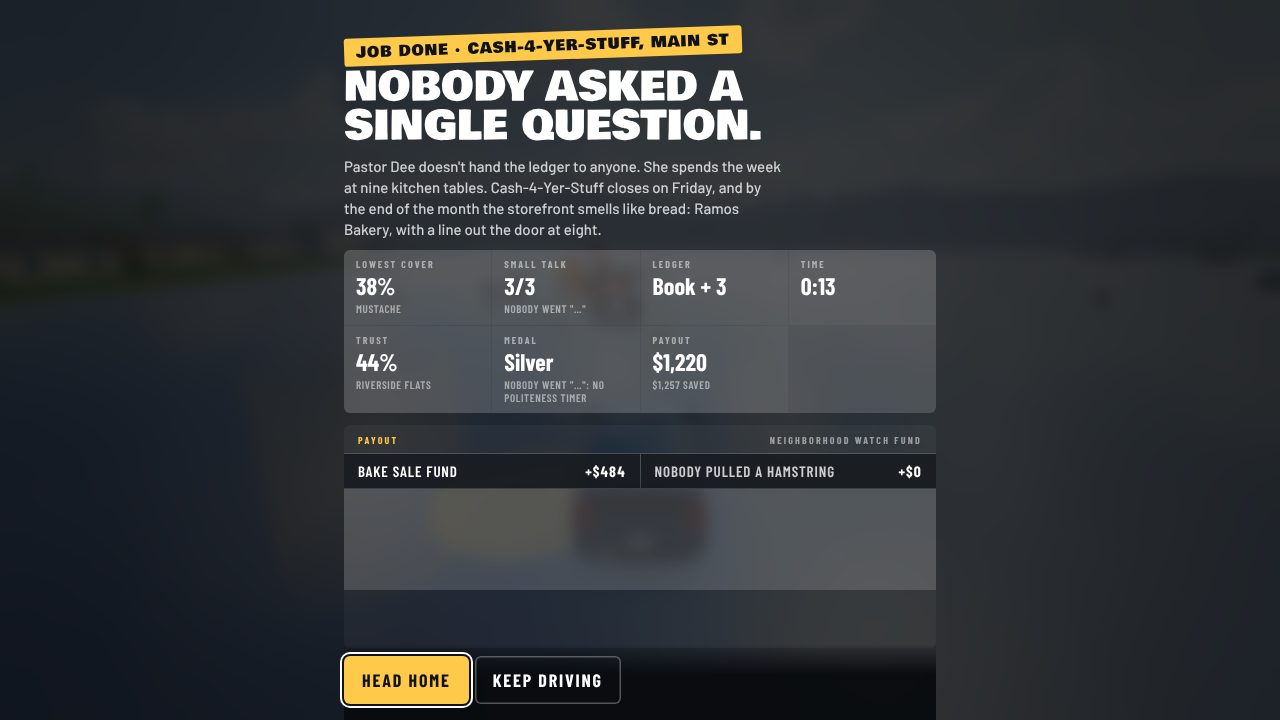 JOB DONE · CASH-4-YER-STUFF, MAIN ST
NOBODY ASKED A
SINGLE QUESTION.
Pastor Dee doesn't hand the ledger to anyone. She spends the week
at nine kitchen tables. Cash-4-Yer-Stuff closes on Friday, and by
the end of the month the storefront smells like bread: Ramos
Bakery, with a line out the door at eight.
LOWEST COVER
38%
MUSTACHE
SMALL TALK
3/3
NOBODY WENT "..."
LEDGER
Book + 3
TIME
0:13
TRUST
44%
RIVERSIDE FLATS
MEDAL
Silver
NOBODY WENT "...": NO
POLITENESS TIMER
PAYOUT
$1,220
$1,257 SAVED
PAYOUT
NEIGHBORHOOD WATCH FUND
BAKE SALE FUND +$484
NOBODY PULLED A HAMSTRING +$0
HEAD HOME
KEEP DRIVING